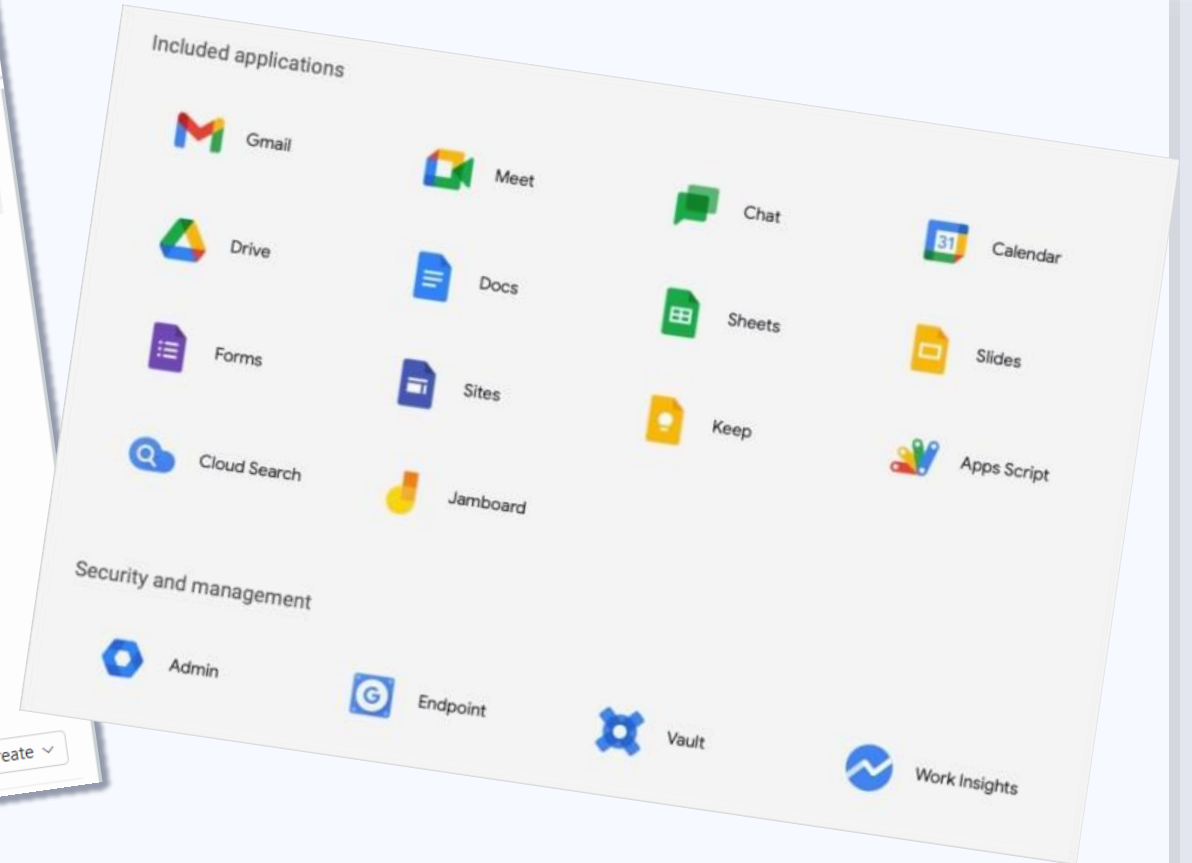 Included applications
Gmail
Meet
Chat
31
Calendar
Drive
Docs
Sheets
Slides
Forms
Sites
Keep
Apps Script
Cloud Search
Jamboard
Security and management
Admin
G
Endpoint
Vault
Work Insights
eate